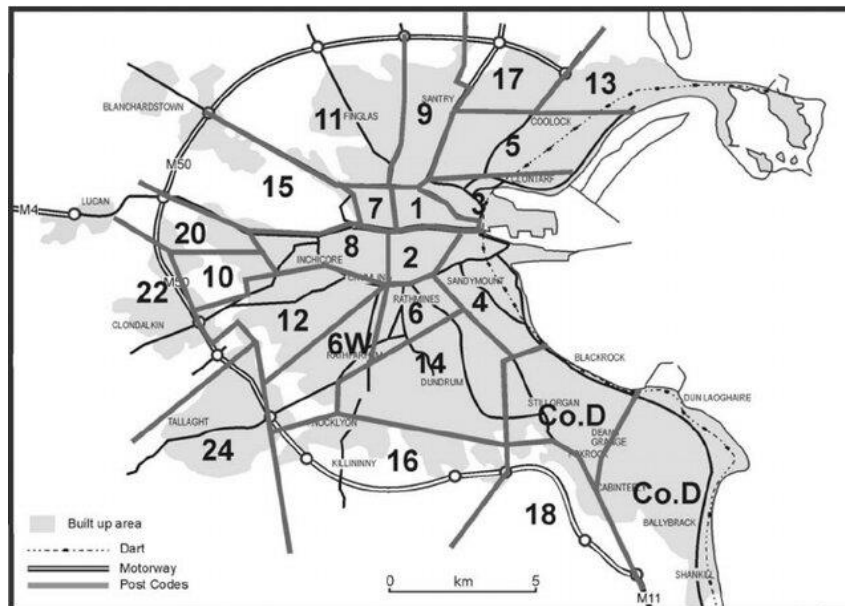 17
13
SANTRY
BLANCHARDSTOWN
11
FINGLAS
9
COOLOCK
5
M50
CLONTARF
15
LUCAN
M4
7
1
3
20
8
2
INCHICORE
10
SANDYMOUNT
M50
22
RATHMINES
4
6
12
CLONDALKIN
6W
14
BLACKROCK
DUNDRUM
DUN LAOGHAIRE
STILLORGAN
Co.D
TALLAGHT
DEANS
GRANGE
24
KILLININNY
16
FOXROCK
CABINTEELY
Co.D
18
BALLYBRACK
Built up area
Dart
Motorway
Post Codes
0 km 5
SHANKILL
M11